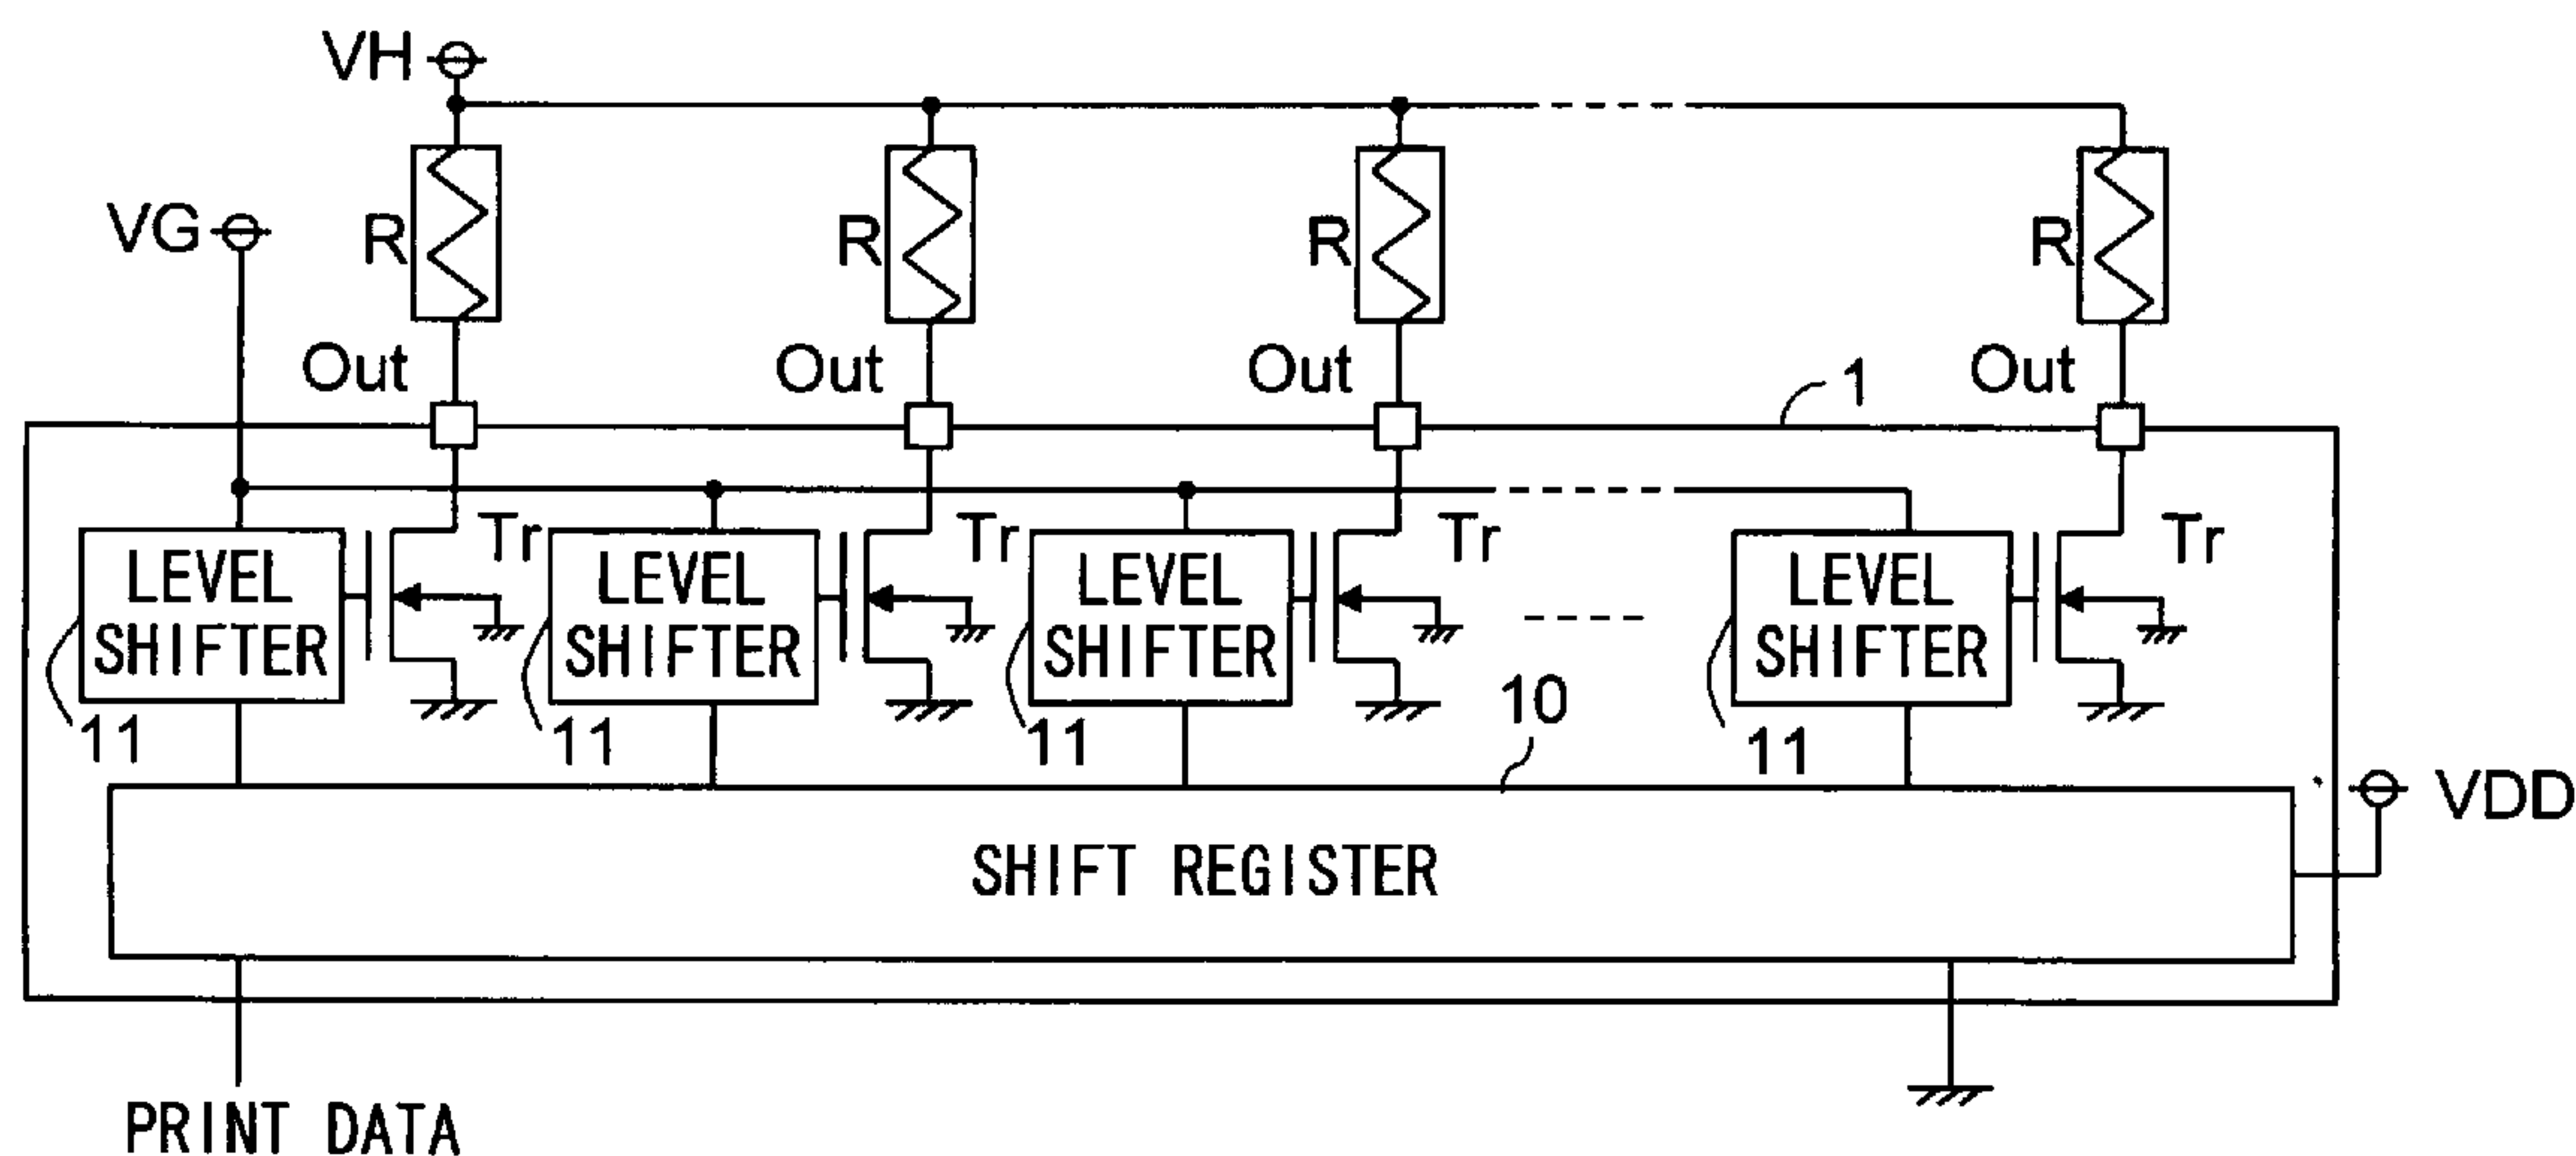 VH
VG
R
R
R
R
Out
Out
Out
Out
1
Tr
Tr
Tr
Tr
LEVEL
SHIFTER
LEVEL
SHIFTER
LEVEL
SHIFTER
LEVEL
SHIFTER
11
11
11
11
10
VDD
SHIFT REGISTER
PRINT DATA